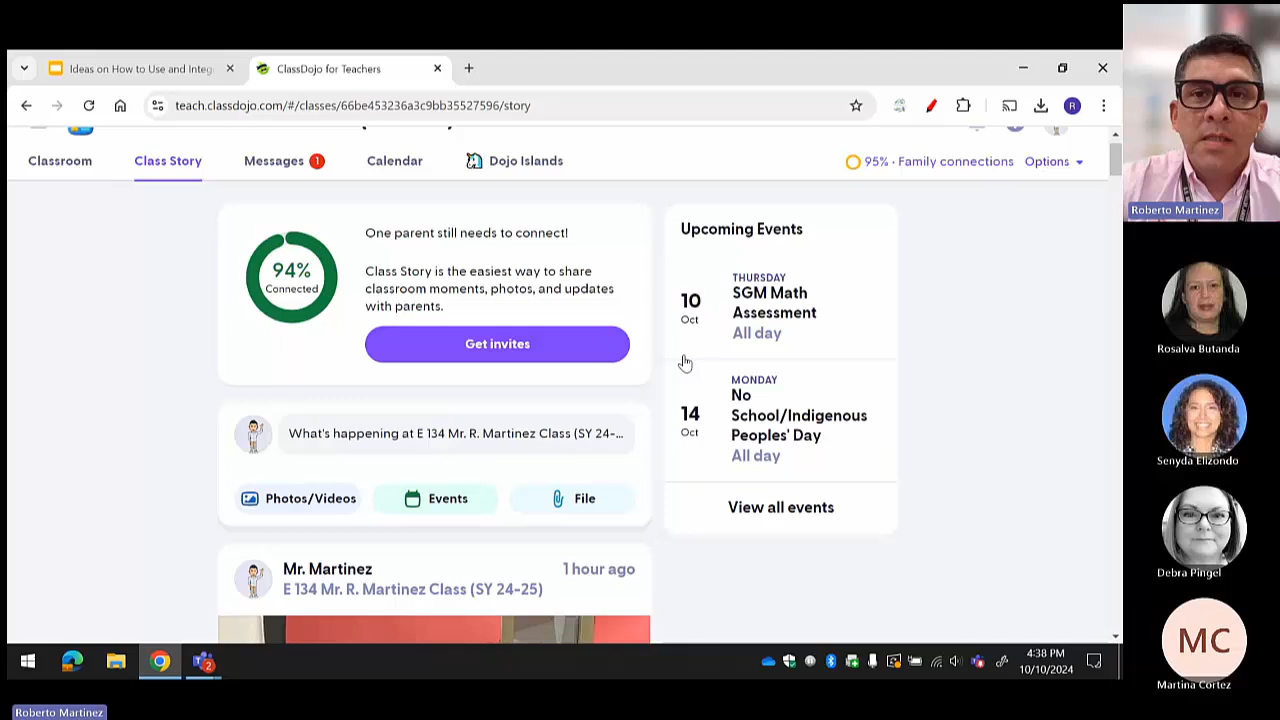 Ideas on How to Use and Integ
ClassDojo for Teachers
teach.classdojo.com/#/classes/66be453236a3c9bb35527596/story
R
Classroom
Class Story
Messages 1
Calendar
Dojo Islands
95% · Family connections
Options
94%
Connected
One parent still needs to connect!
Class Story is the easiest way to share
classroom moments, photos, and updates
with parents.
Get invites
Upcoming Events
10
Oct
THURSDAY
SGM Math
Assessment
All day
14
Oct
MONDAY
No
School/Indigenous
Peoples' Day
All day
View all events
What's happening at E 134 Mr. R. Martinez Class (SY 24-...
Photos/Videos
Events
File
Mr. Martinez
1 hour ago
E 134 Mr. R. Martinez Class (SY 24-25)
2
4:38 PM
10/10/2024
Roberto Martinez
Rosalva Butanda
Senyda Elizondo
Debra Pingel
MC
Martina Cortez
Roberto Martinez